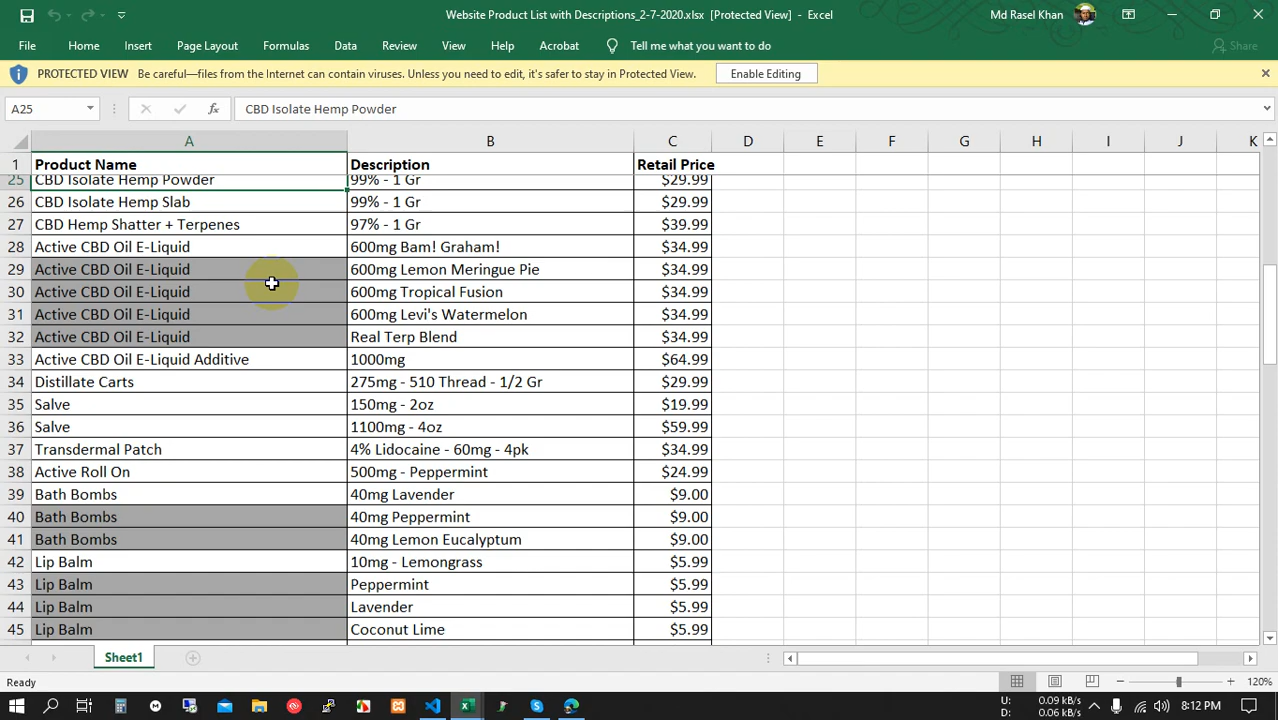 Website Product List with Descriptions_2-7-2020.xlsx [Protected View] - Excel
Md Rasel Khan
File Home Insert Page Layout Formulas Data Review View Help Acrobat Tell me what you want to do Share
PROTECTED VIEW Be careful—files from the Internet can contain viruses. Unless you need to edit, it's safer to stay in Protected View. Enable Editing
A25 fx CBD Isolate Hemp Powder
A B C D E F G H I J K
1 Product Name Description Retail Price
25 CBD Isolate Hemp Powder 99% - 1 Gr $29.99
26 CBD Isolate Hemp Slab 99% - 1 Gr $29.99
27 CBD Hemp Shatter + Terpenes 97% - 1 Gr $39.99
28 Active CBD Oil E-Liquid 600mg Bam! Graham! $34.99
29 Active CBD Oil E-Liquid 600mg Lemon Meringue Pie $34.99
30 Active CBD Oil E-Liquid 600mg Tropical Fusion $34.99
31 Active CBD Oil E-Liquid 600mg Levi's Watermelon $34.99
32 Active CBD Oil E-Liquid Real Terp Blend $34.99
33 Active CBD Oil E-Liquid Additive 1000mg $64.99
34 Distillate Carts 275mg - 510 Thread - 1/2 Gr $29.99
35 Salve 150mg - 2oz $19.99
36 Salve 1100mg - 4oz $59.99
37 Transdermal Patch 4% Lidocaine - 60mg - 4pk $34.99
38 Active Roll On 500mg - Peppermint $24.99
39 Bath Bombs 40mg Lavender $9.00
40 Bath Bombs 40mg Peppermint $9.00
41 Bath Bombs 40mg Lemon Eucalyptum $9.00
42 Lip Balm 10mg - Lemongrass $5.99
43 Lip Balm Peppermint $5.99
44 Lip Balm Lavender $5.99
45 Lip Balm Coconut Lime $5.99
Sheet1
Ready 120%
U: 0.09 kB/s
D: 0.06 kB/s
8:12 PM